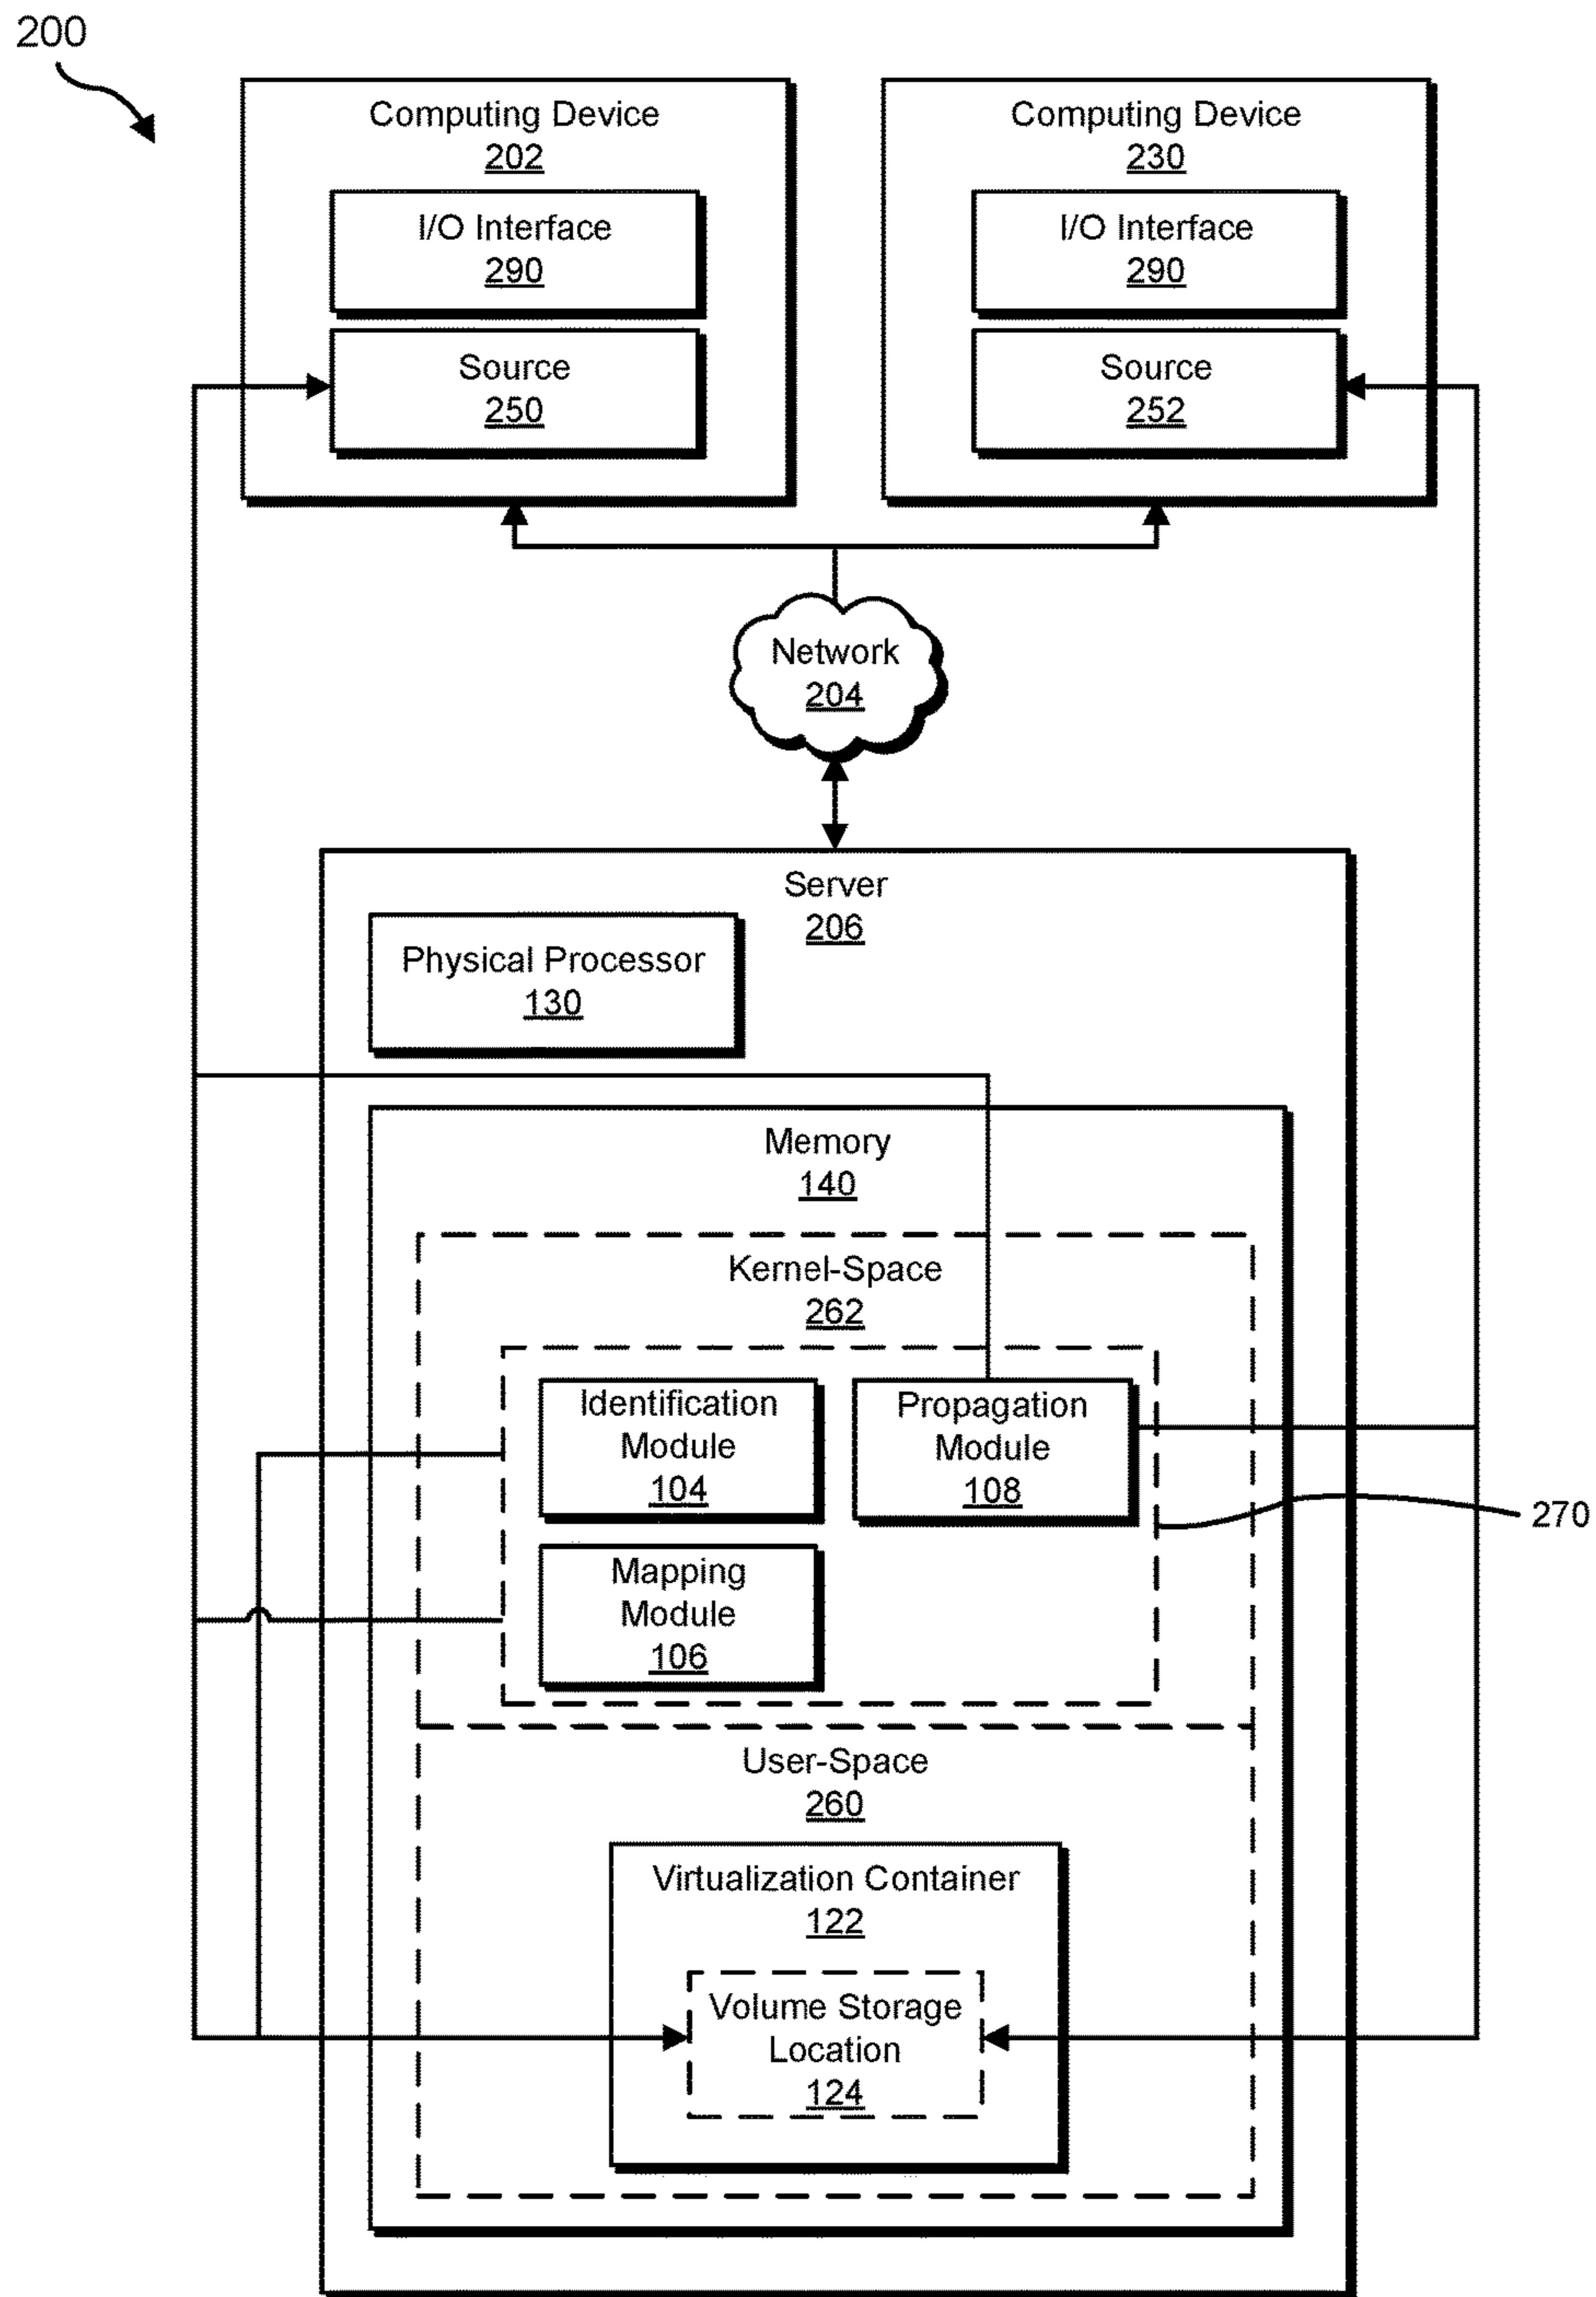 200
Computing Device
202
I/O Interface
290
Source
250
Computing Device
230
I/O Interface
290
Source
252
Network
204
Server
206
Physical Processor
130
Memory
140
Kernel-Space
262
Identification
Module
104
Propagation
Module
108
270
Mapping
Module
106
User-Space
260
Virtualization Container
122
Volume Storage
Location
124